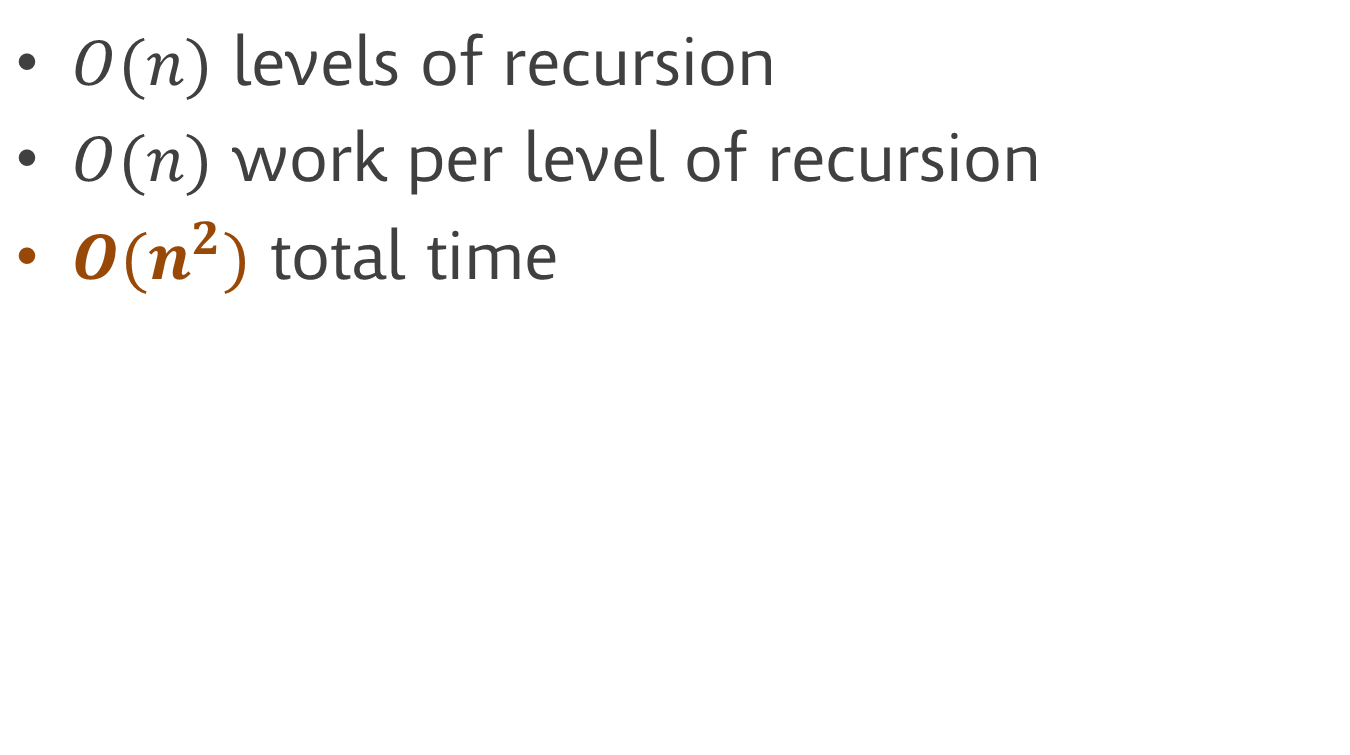 • O(n) levels of recursion
• O(n) work per level of recursion
• O(n²) total time